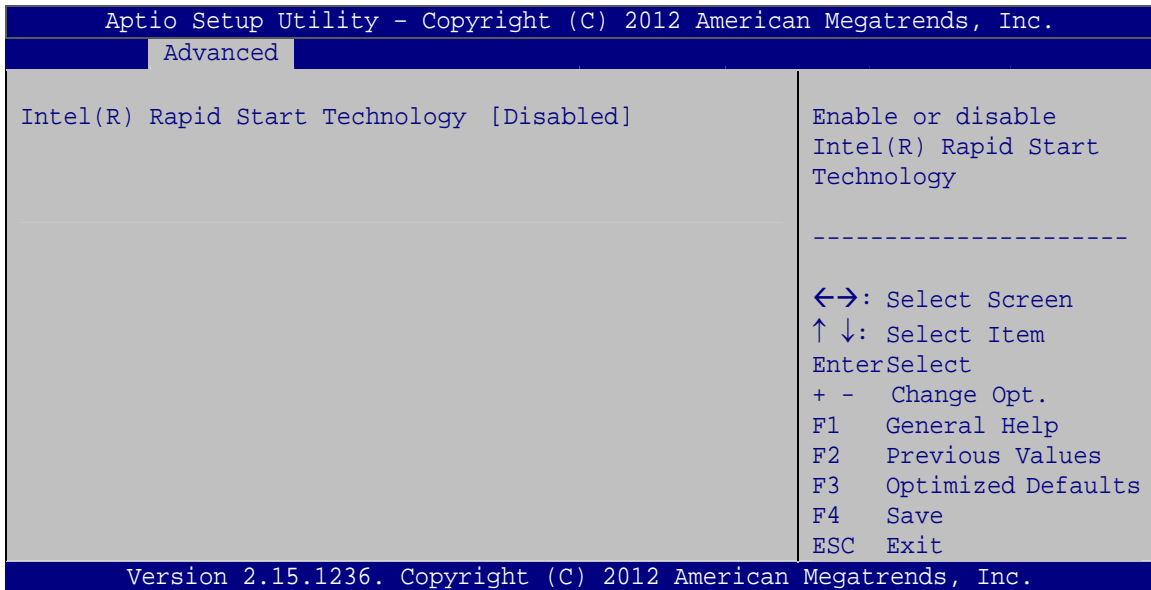 Aptio Setup Utility – Copyright (C) 2012 American Megatrends, Inc.
Advanced
Intel(R) Rapid Start Technology [Disabled]
Enable or disable
Intel(R) Rapid Start
Technology
----------------------
←→: Select Screen
↑ ↓: Select Item
EnterSelect
+ - Change Opt.
F1 General Help
F2 Previous Values
F3 Optimized Defaults
F4 Save
ESC Exit
Version 2.15.1236. Copyright (C) 2012 American Megatrends, Inc.